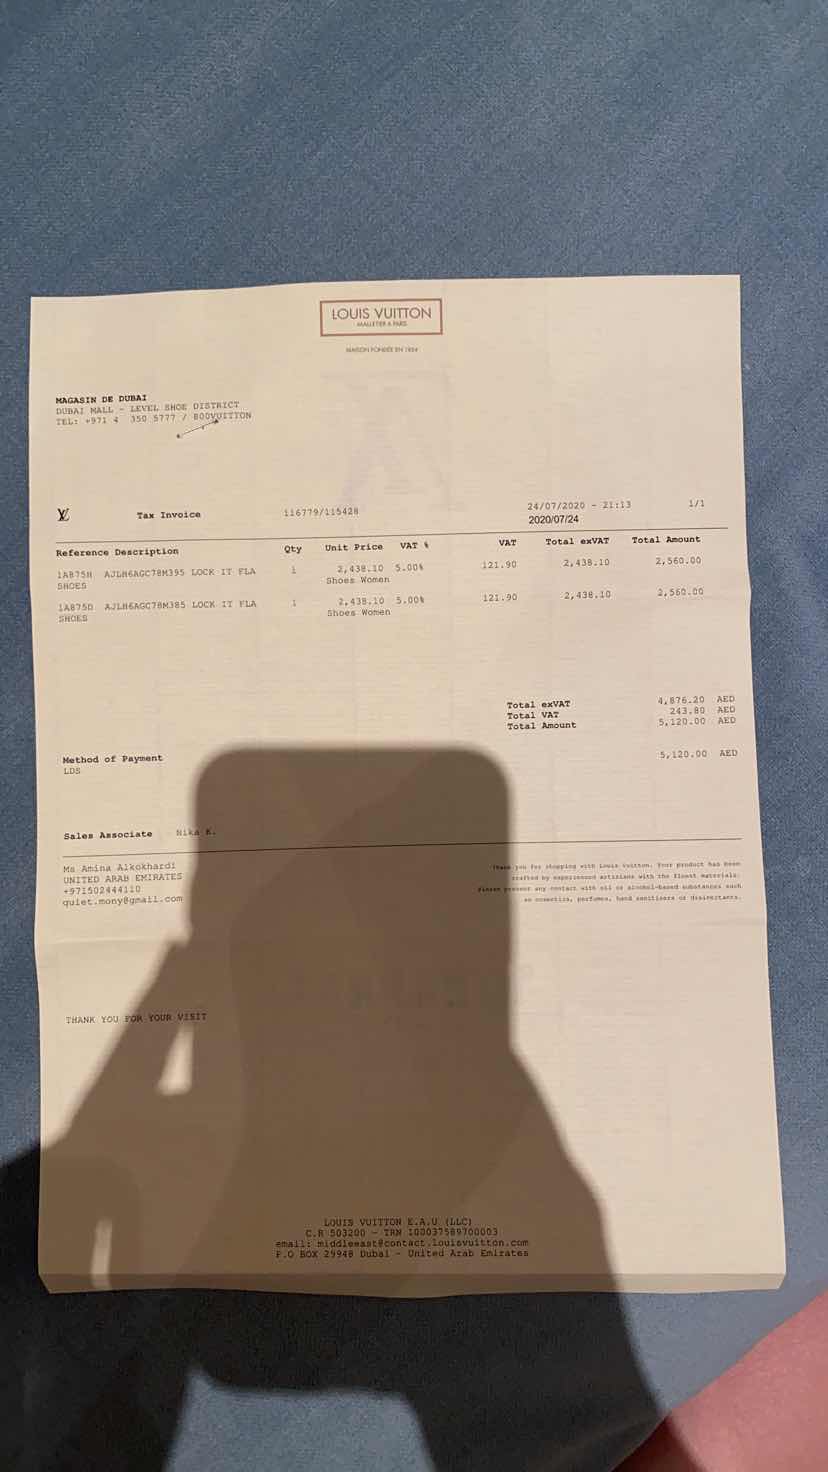 LOUIS VUITTON
MALLETIER À PARIS
MAISON FONDÉE EN 1854
MAGASIN DE DUBAI
DUBAI MALL - LEVEL SHOE DISTRICT
TEL: +971 4 350 5777 / 800VUITTON
LV Tax Invoice 116779/115428 24/07/2020 - 21:13 1/1
2020/07/24
Reference Description Qty Unit Price VAT % VAT Total exVAT Total Amount
1A875H AJLH6AGC78M395 LOCK IT FLA 1 2,438.10 5.00% 121.90 2,438.10 2,560.00
SHOES Shoes Women
1A875D AJLH6AGC78M385 LOCK IT FLA 1 2,438.10 5.00% 121.90 2,438.10 2,560.00
SHOES Shoes Women
Total exVAT 4,876.20 AED
Total VAT 243.80 AED
Total Amount 5,120.00 AED
Method of Payment 5,120.00 AED
LDS
Sales Associate Nika K.
Ms Amina Alkokhardi
UNITED ARAB EMIRATES
+971502444110
quiet.mony@gmail.com
Thank you for shopping with Louis Vuitton. Your product has been
crafted by experienced artizians with the finest materials.
Please prevent any contact with oil or alcohol-based substances such
as cosmetics, perfumes, hand sanitisers or disinfectants.
THANK YOU FOR YOUR VISIT
LOUIS VUITTON E.A.U (LLC)
C.R 503200 - TRN 100037589700003
email: middleeast@contact.louisvuitton.com
P.O BOX 29948 Dubai - United Arab Emirates